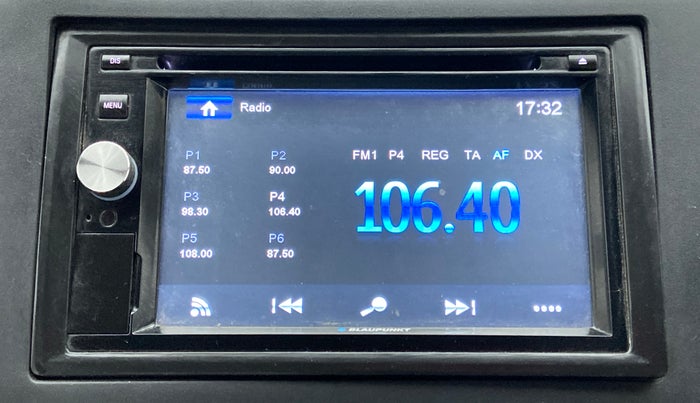 DIS
MENU
Radio 17:32
P1 P2 FM1 P4 REG TA AF DX
87.50 90.00
106.40
P3 P4
98.30 106.40
P5 P6
108.00 87.50
BLAUPUNKT